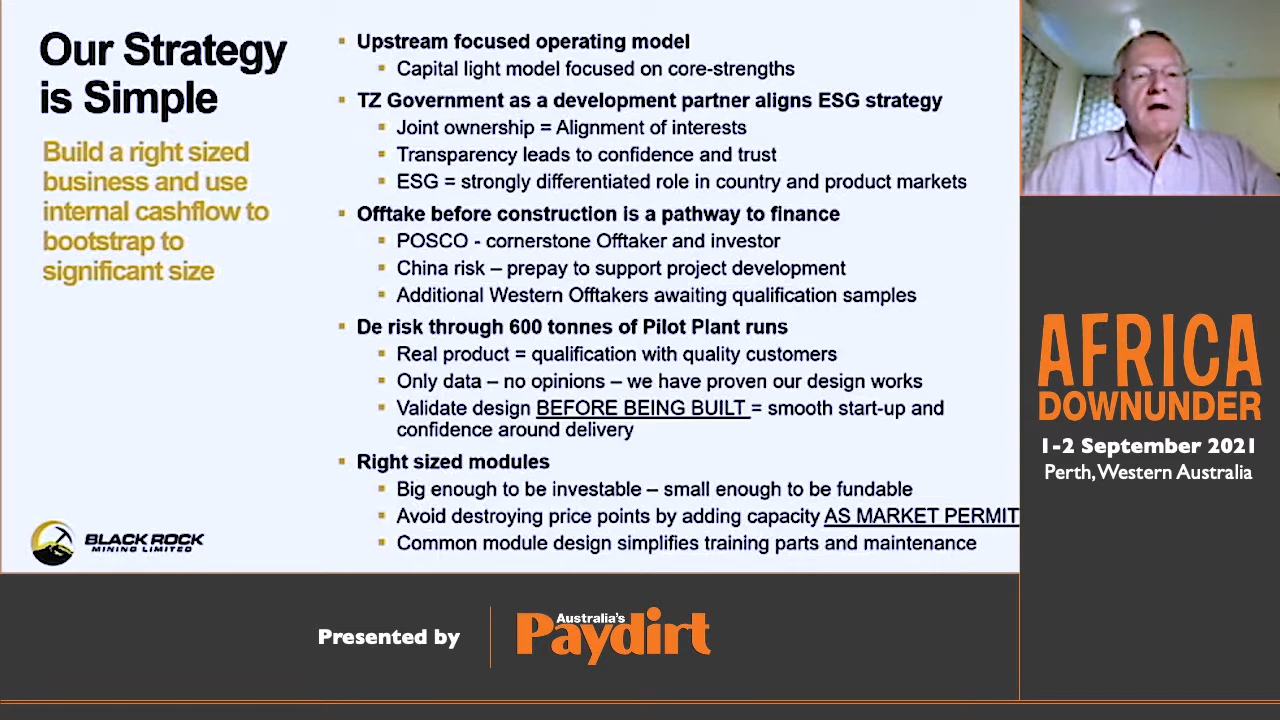 Our Strategy
is Simple
Build a right sized
business and use
internal cashflow to
bootstrap to
significant size
Upstream focused operating model
Capital light model focused on core-strengths
TZ Government as a development partner aligns ESG strategy
Joint ownership = Alignment of interests
Transparency leads to confidence and trust
ESG = strongly differentiated role in country and product markets
Offtake before construction is a pathway to finance
POSCO - cornerstone Offtaker and investor
China risk – prepay to support project development
Additional Western Offtakers awaiting qualification samples
De risk through 600 tonnes of Pilot Plant runs
Real product = qualification with quality customers
Only data – no opinions – we have proven our design works
Validate design BEFORE BEING BUILT = smooth start-up and
confidence around delivery
Right sized modules
Big enough to be investable – small enough to be fundable
Avoid destroying price points by adding capacity AS MARKET PERMIT
Common module design simplifies training parts and maintenance
BLACK ROCK
MINING LIMITED
AFRICA
DOWNUNDER
1-2 September 2021
Perth, Western Australia
Presented by
Australia's
Paydirt